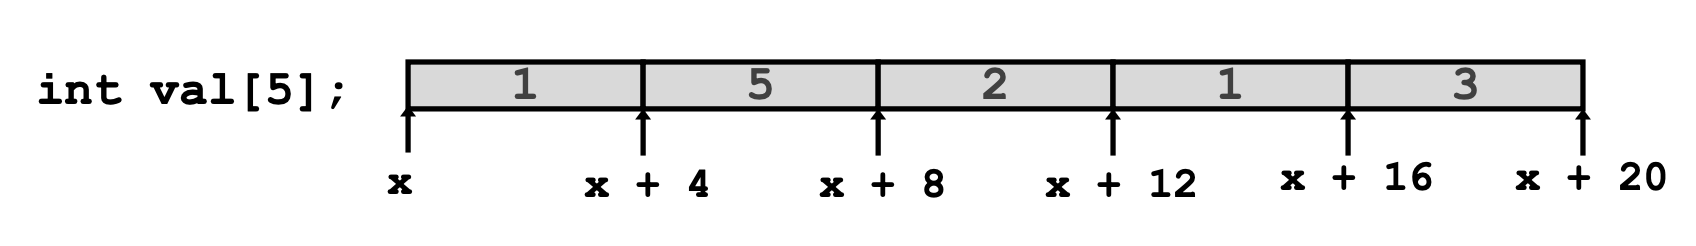 int val[5]; 1 5 2 1 3
x x + 4 x + 8 x + 12 x + 16 x + 20